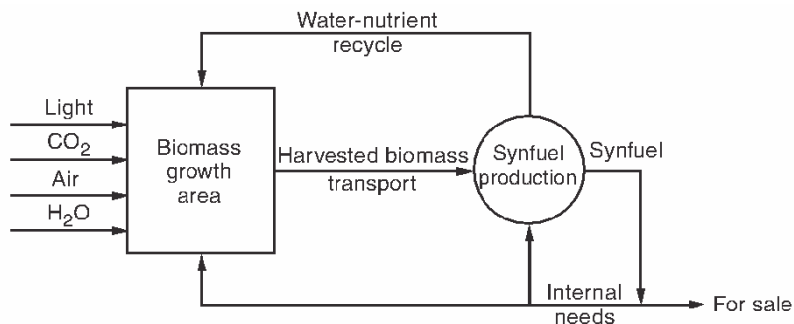 Water-nutrient
recycle
Light
CO₂
Air
H₂O
Biomass
growth
area
Harvested biomass
transport
Synfuel
production
Synfuel
Internal
needs
For sale